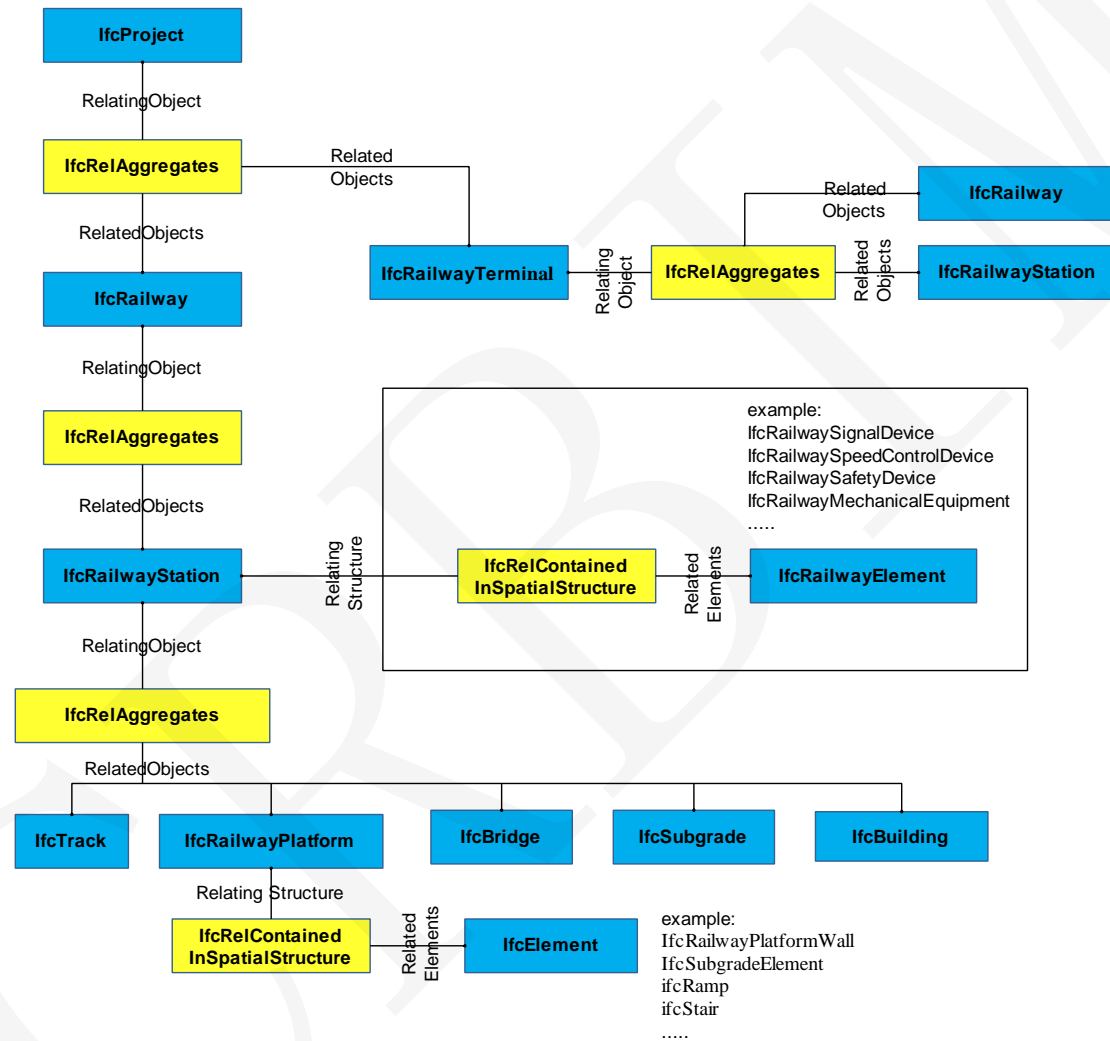 IfcProject
RelatingObject
IfcRelAggregates
Related
Objects
RelatedObjects
IfcRailway
IfcRailwayTerminal
Relating
Object
IfcRelAggregates
Related
Objects
IfcRailway
Related
Objects
IfcRailwayStation
RelatingObject
IfcRelAggregates
RelatedObjects
IfcRailwayStation
Relating
Structure
IfcRelContained
InSpatialStructure
Related
Elements
IfcRailwayElement
example:
IfcRailwaySignalDevice
IfcRailwaySpeedControlDevice
IfcRailwaySafetyDevice
IfcRailwayMechanicalEquipment
.....
RelatingObject
IfcRelAggregates
RelatedObjects
IfcTrack
IfcRailwayPlatform
IfcBridge
IfcSubgrade
IfcBuilding
Relating Structure
IfcRelContained
InSpatialStructure
Related
Elements
IfcElement
example:
IfcRailwayPlatformWall
IfcSubgradeElement
ifcRamp
ifcStair
.....